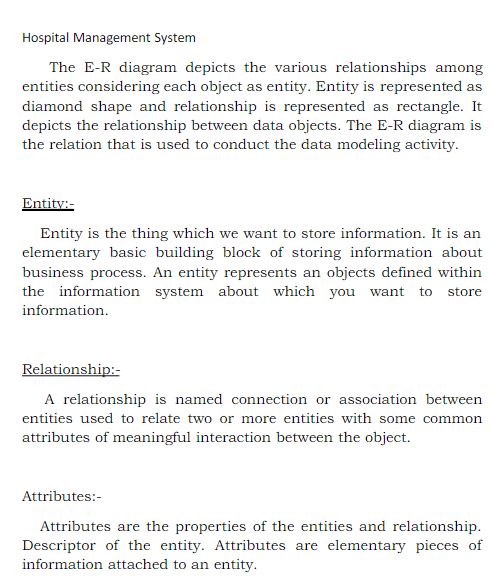 Hospital Management System
The E-R diagram depicts the various relationships among
entities considering each object as entity. Entity is represented as
diamond shape and relationship is represented as rectangle. It
depicts the relationship between data objects. The E-R diagram is
the relation that is used to conduct the data modeling activity.
Entity:-
Entity is the thing which we want to store information. It is an
elementary basic building block of storing information about
business process. An entity represents an objects defined within
the information system about which you want to store
information.
Relationship:-
A relationship is named connection or association between
entities used to relate two or more entities with some common
attributes of meaningful interaction between the object.
Attributes:-
Attributes are the properties of the entities and relationship.
Descriptor of the entity. Attributes are elementary pieces of
information attached to an entity.